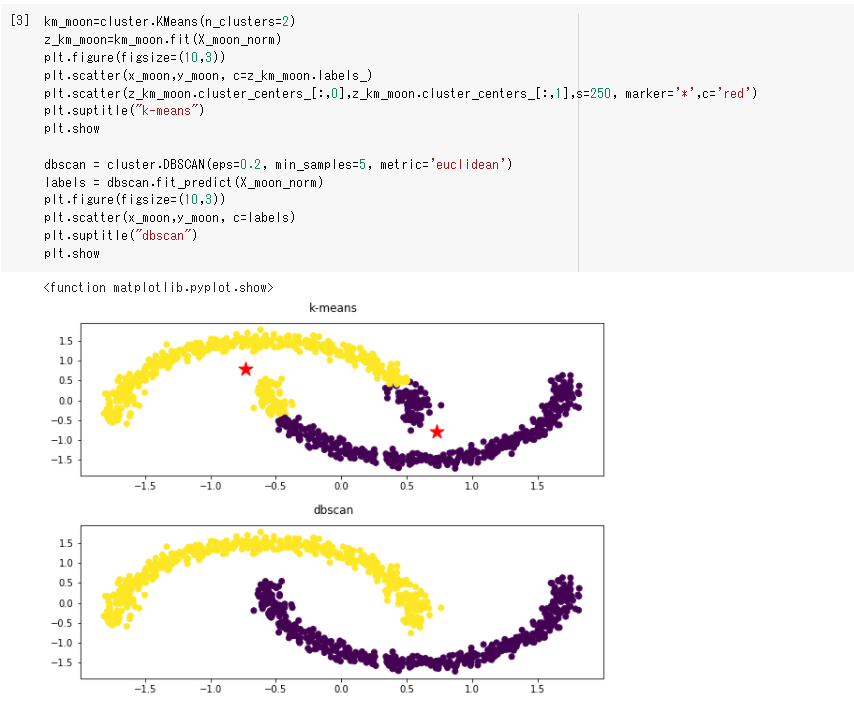 [3] km_moon=cluster.KMeans(n_clusters=2)
z_km_moon=km_moon.fit(X_moon_norm)
plt.figure(figsize=(10,3))
plt.scatter(x_moon,y_moon, c=z_km_moon.labels_)
plt.scatter(z_km_moon.cluster_centers_[:,0],z_km_moon.cluster_centers_[:,1],s=250, marker='*',c='red')
plt.suptitle("k-means")
plt.show
dbscan = cluster.DBSCAN(eps=0.2, min_samples=5, metric='euclidean')
labels = dbscan.fit_predict(X_moon_norm)
plt.figure(figsize=(10,3))
plt.scatter(x_moon,y_moon, c=labels)
plt.suptitle("dbscan")
plt.show
<function matplotlib.pyplot.show>
k-means
1.5
1.0
0.5
0.0
−0.5
−1.0
−1.5
−1.5 −1.0 −0.5 0.0 0.5 1.0 1.5
dbscan
1.5
1.0
0.5
0.0
−0.5
−1.0
−1.5
−1.5 −1.0 −0.5 0.0 0.5 1.0 1.5